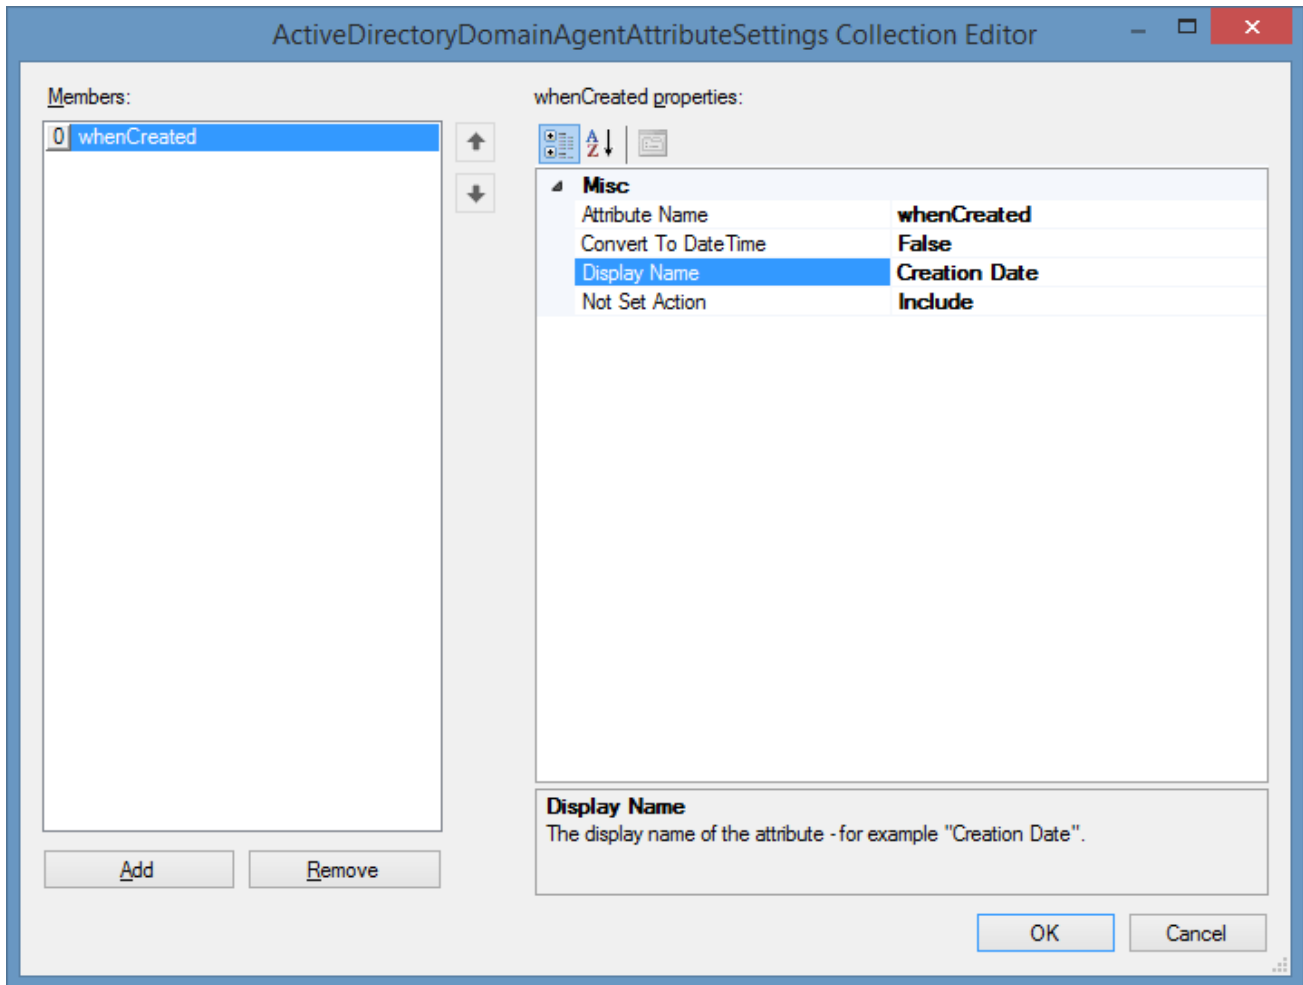 ActiveDirectoryDomainAgentAttributeSettings Collection Editor
Members:
0 whenCreated
Add
Remove
whenCreated properties:
A
Z
Misc
Attribute Name whenCreated
Convert To DateTime False
Display Name Creation Date
Not Set Action Include
Display Name
The display name of the attribute - for example "Creation Date".
OK
Cancel